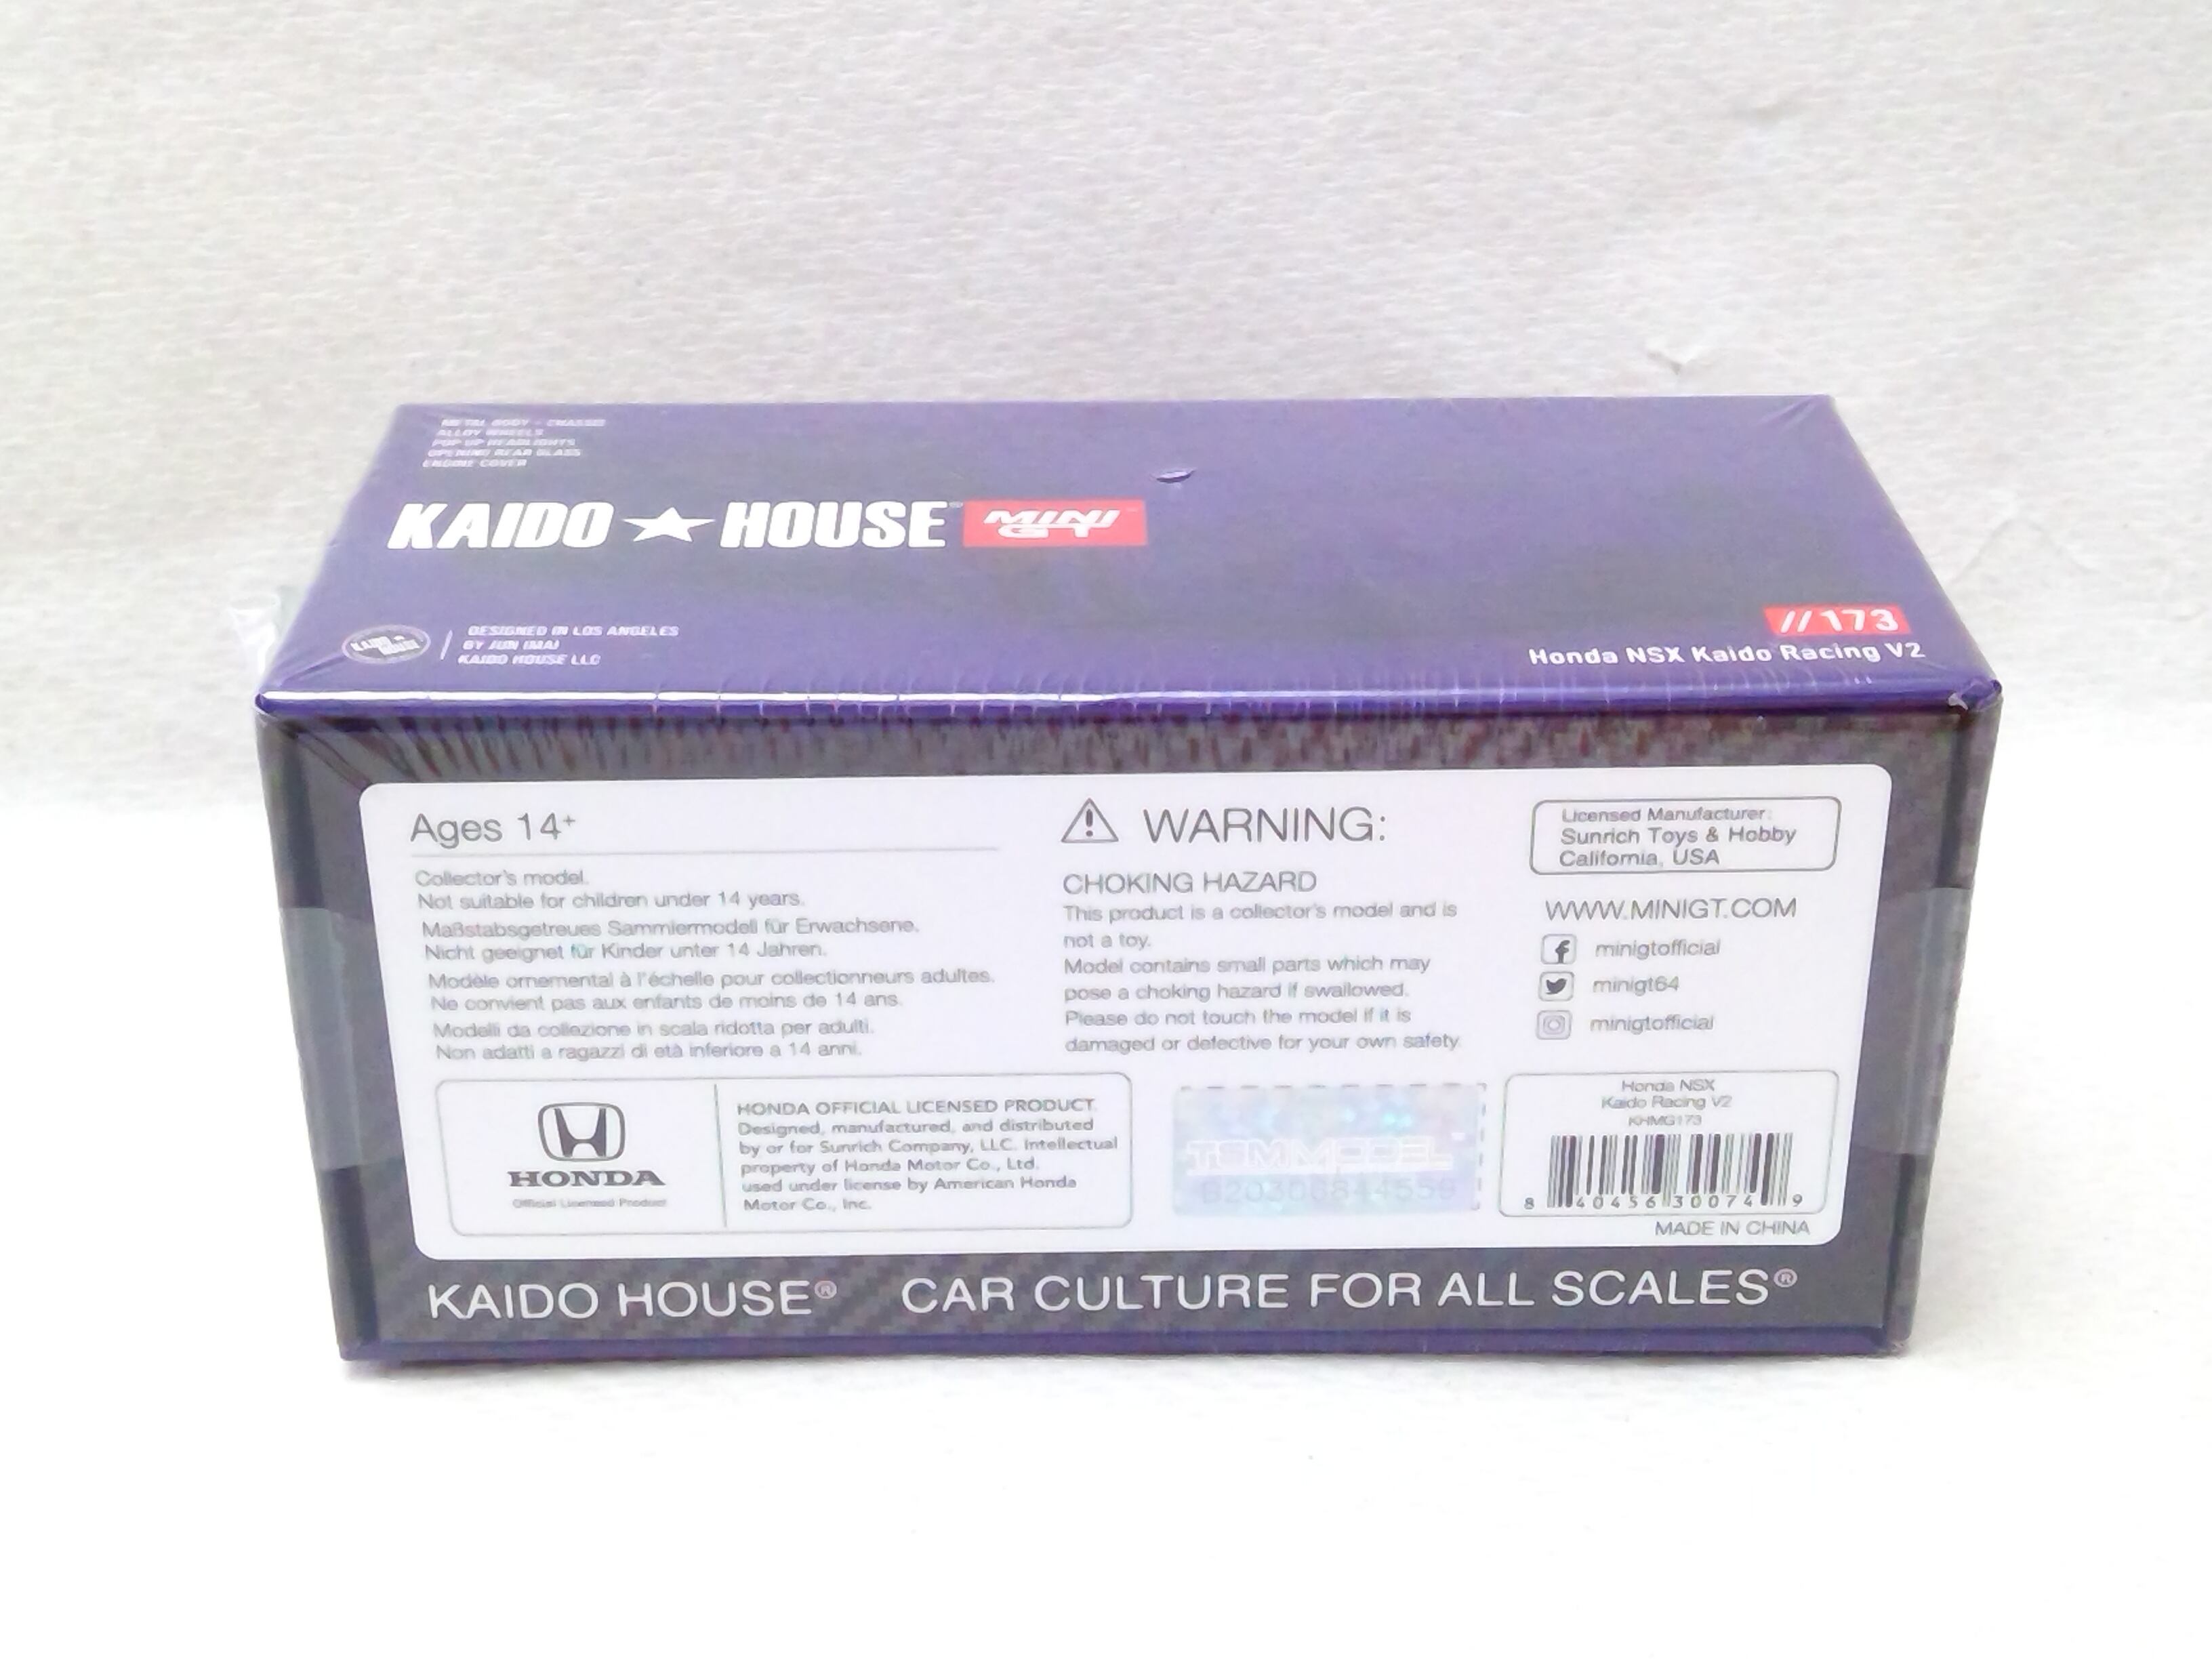 METAL BODY + CHASSIS
ALLOY WHEELS
POP UP HEADLIGHTS
OPENING REAR GLASS
ENGINE COVER
KAIDO★HOUSE® MINI GT
KAIDO★HOUSE
DESIGNED IN LOS ANGELES
BY JUN IMAI
KAIDO HOUSE LLC
//173
Honda NSX Kaido Racing V2
Ages 14+
Collector's model.
Not suitable for children under 14 years.
Maßstabsgetreues Sammlermodell für Erwachsene.
Nicht geeignet für Kinder unter 14 Jahren.
Modèle ornemental à l'échelle pour collectionneurs adultes.
Ne convient pas aux enfants de moins de 14 ans.
Modelli da collezione in scala ridotta per adulti.
Non adatti a ragazzi di età inferiore a 14 anni.
WARNING:
CHOKING HAZARD
This product is a collector's model and is
not a toy.
Model contains small parts which may
pose a choking hazard if swallowed.
Please do not touch the model if it is
damaged or defective for your own safety.
Licensed Manufacturer:
Sunrich Toys & Hobby
California, USA
WWW.MINIGT.COM
minigtofficial
minigt64
minigtofficial
HONDA
Official Licensed Product
HONDA OFFICIAL LICENSED PRODUCT.
Designed, manufactured, and distributed
by or for Sunrich Company, LLC. Intellectual
property of Honda Motor Co., Ltd.
used under license by American Honda
Motor Co., Inc.
TSM MODEL
Honda NSX
Kaido Racing V2
KHMG173
8 40456 30074 9
MADE IN CHINA
KAIDO HOUSE® CAR CULTURE FOR ALL SCALES®